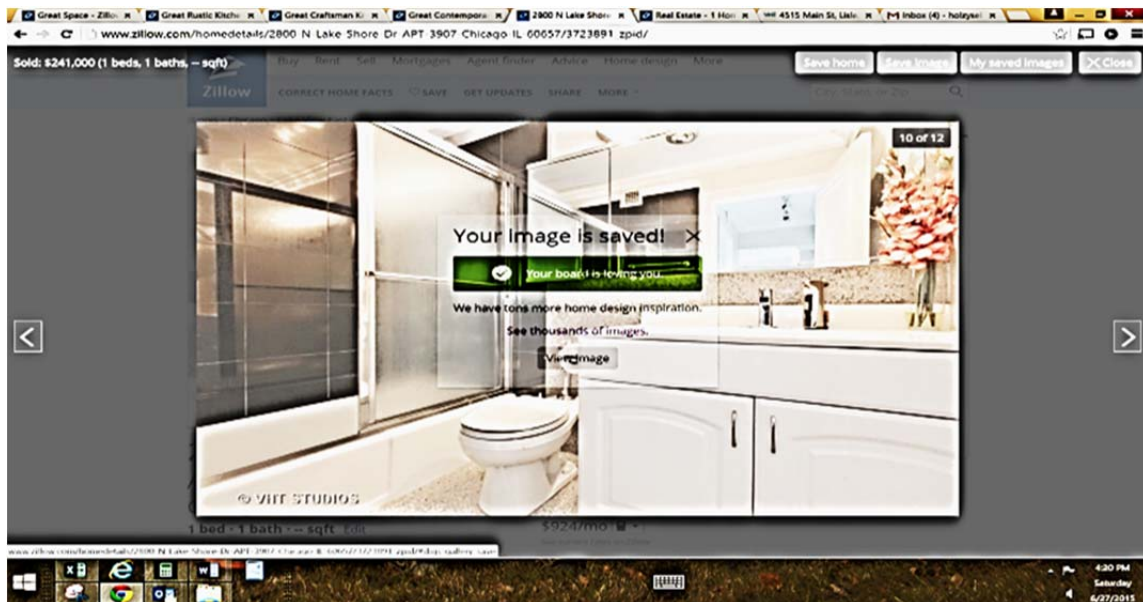 Great Space - Zillow
Great Rustic Kitche
Great Craftsman Ki
Great Contempora
2800 N Lake Shore
Real Estate - 1 Hom
4515 Main St, Lisle,
Inbox (4) - holzysel
www.zillow.com/homedetails/2800 N Lake Shore Dr APT 3907 Chicago IL 60657/3723891 zpid/
Sold: $241,000 (1 beds, 1 baths, -- sqft)
Buy Rent Sell Mortgages Agent finder Advice Home design More
Save home
Save Image
My saved Images
Close
Zillow
CORRECT HOME FACTS SAVE GET UPDATES SHARE MORE
City, State, or Zip
10 of 12
Your Image is saved!
Your board is loving you.
We have tons more home design inspiration.
See thousands of images.
View Image
© VHT STUDIOS
1 bed · 1 bath · -- sqft Edit
$924/mo
4:20 PM
Saturday
6/27/2015